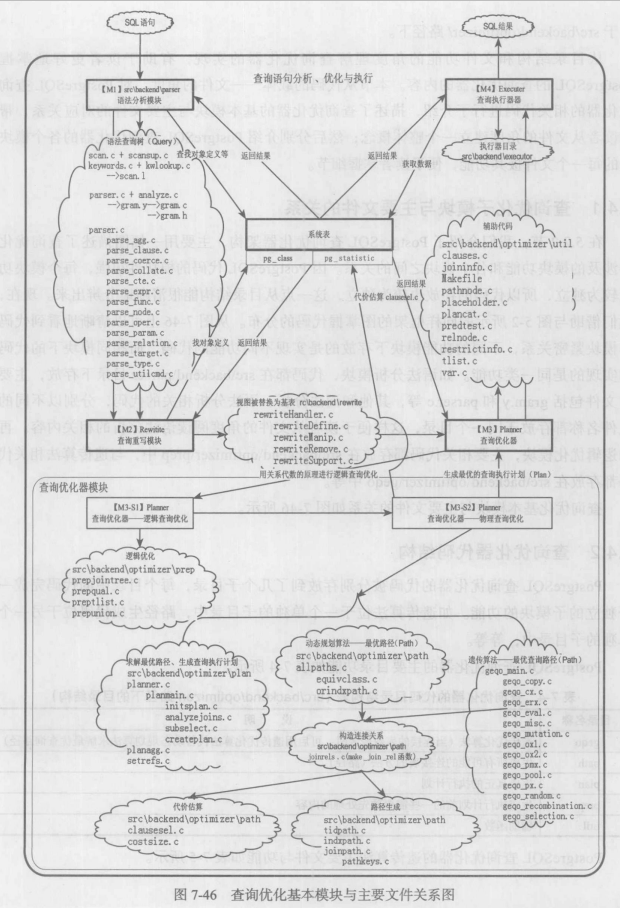 SQL语句
SQL结果
【M1】src\backend\parser
语法分析模块
查询语句分析、优化与执行
【M4】Executor
查询执行器
语法查询树（Query）
scan.c + scansup.c
keywords.c + kwlookup.c
-->scan.l
parser.c + analyze.c
-->gram.y-->gram.c
-->gram.h
parser.c
parse_agg.c
parse_clause.c
parse_coerce.c
parse_collate.c
parse_cte.c
parse_expr.c
parse_func.c
parse_node.c
parse_oper.c
parse_param.c
parse_relation.c
parse_target.c
parse_type.c
parse_utilcmd.c
查找对象定义等
返回结果
返回结果
获取数据
执行器目录
src\backend\executor
系统表
pg_class
pg_statistic
返回结果
代价估算 clausesel.c
找对象定义
返回结果
辅助代码
src\backend\optimizer\util
clauses.c
joininfo.c
Makefile
pathnode.c
placeholder.c
plancat.c
predtest.c
relnode.c
restrictinfo.c
tlist.c
var.c
【M2】Rewtite
查询重写模块
视图被替换为基表 rc\backend\rewrite
rewriteHandler.c
rewriteDefine.c
rewriteManip.c
rewriteRemove.c
rewriteSupport.c
【M3】Planer
查询优化器
用关系代数的原理进行逻辑查询优化
生成最优的查询执行计划（Plan）
查询优化器模块
【M3-S1】Planner
查询优化器——逻辑查询优化
【M3-S2】Planner
查询优化器——物理查询优化
逻辑优化
src\backend\optimizer\prep
prepjointree.c
prepqual.c
preptlist.c
prepunion.c
求解最优路径、生成查询执行计划
src\backend\optimizer\plan
planner.c
planmain.c
initsplan.c
analyzejoins.c
subselect.c
createplan.c
planagg.c
setrefs.c
动态规划算法——最优路径(Path)
src\backend\optimizer\path
allpaths.c
equivclass.c
orindxpath.c
构造连接关系
src\backend\optimizer\path
joinrels.c(make_join_rel函数)
遗传算法——最优查询路径（Path）
geqo_main.c
geqo_copy.c
geqo_cx.c
geqo_erx.c
geqo_eval.c
geqo_misc.c
geqo_mutation.c
geqo_ox1.c
geqo_ox2.c
geqo_pmx.c
geqo_pool.c
geqo_px.c
geqo_random.c
geqo_recombination.c
geqo_selection.c
代价估算
src\backend\optimizer\path
clausesel.c
costsize.c
路径生成
src\backend\optimizer\path
tidpath.c
indxpath.c
joinpath.c
pathkeys.c
图 7-46 查询优化基本模块与主要文件关系图